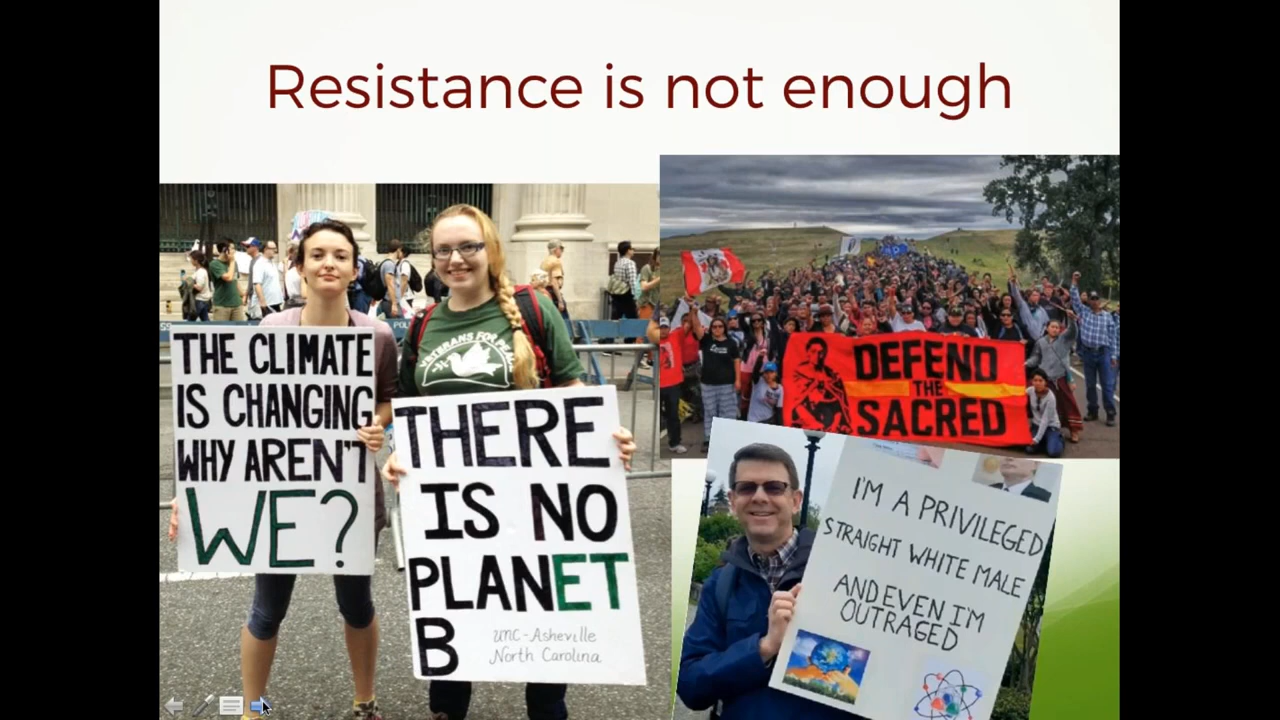 Resistance is not enough
THE CLIMATE
IS CHANGING
WHY AREN'T
WE?
VETERANS FOR
THERE
IS NO
PLANET
B
UNC-Asheville
North Carolina
DEFEND
THE
SACRED
I'M A PRIVILEGED
STRAIGHT WHITE MALE
AND EVEN I'M
OUTRAGED